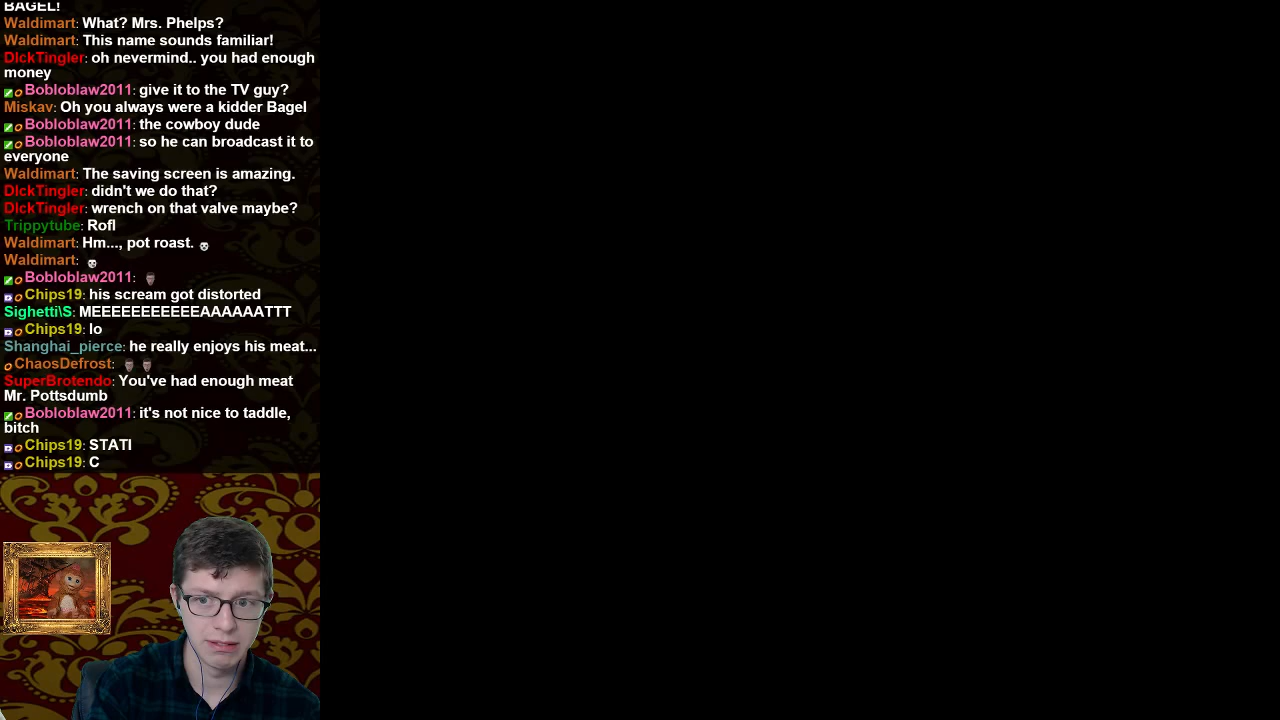 BAGEL!
Waldimart: What? Mrs. Phelps?
Waldimart: This name sounds familiar!
DIckTingler: oh nevermind.. you had enough
money
Bobloblaw2011: give it to the TV guy?
Miskav: Oh you always were a kidder Bagel
Bobloblaw2011: the cowboy dude
Bobloblaw2011: so he can broadcast it to
everyone
Waldimart: The saving screen is amazing.
DIckTingler: didn't we do that?
DIckTingler: wrench on that valve maybe?
Trippytube: Rofl
Waldimart: Hm..., pot roast.
Waldimart:
Bobloblaw2011:
Chips19: his scream got distorted
Sighetti\S: MEEEEEEEEEEEAAAAAATTT
Chips19: lo
Shanghai_pierce: he really enjoys his meat...
ChaosDefrost:
SuperBrotendo: You've had enough meat
Mr. Pottsdumb
Bobloblaw2011: it's not nice to taddle,
bitch
Chips19: STATI
Chips19: C